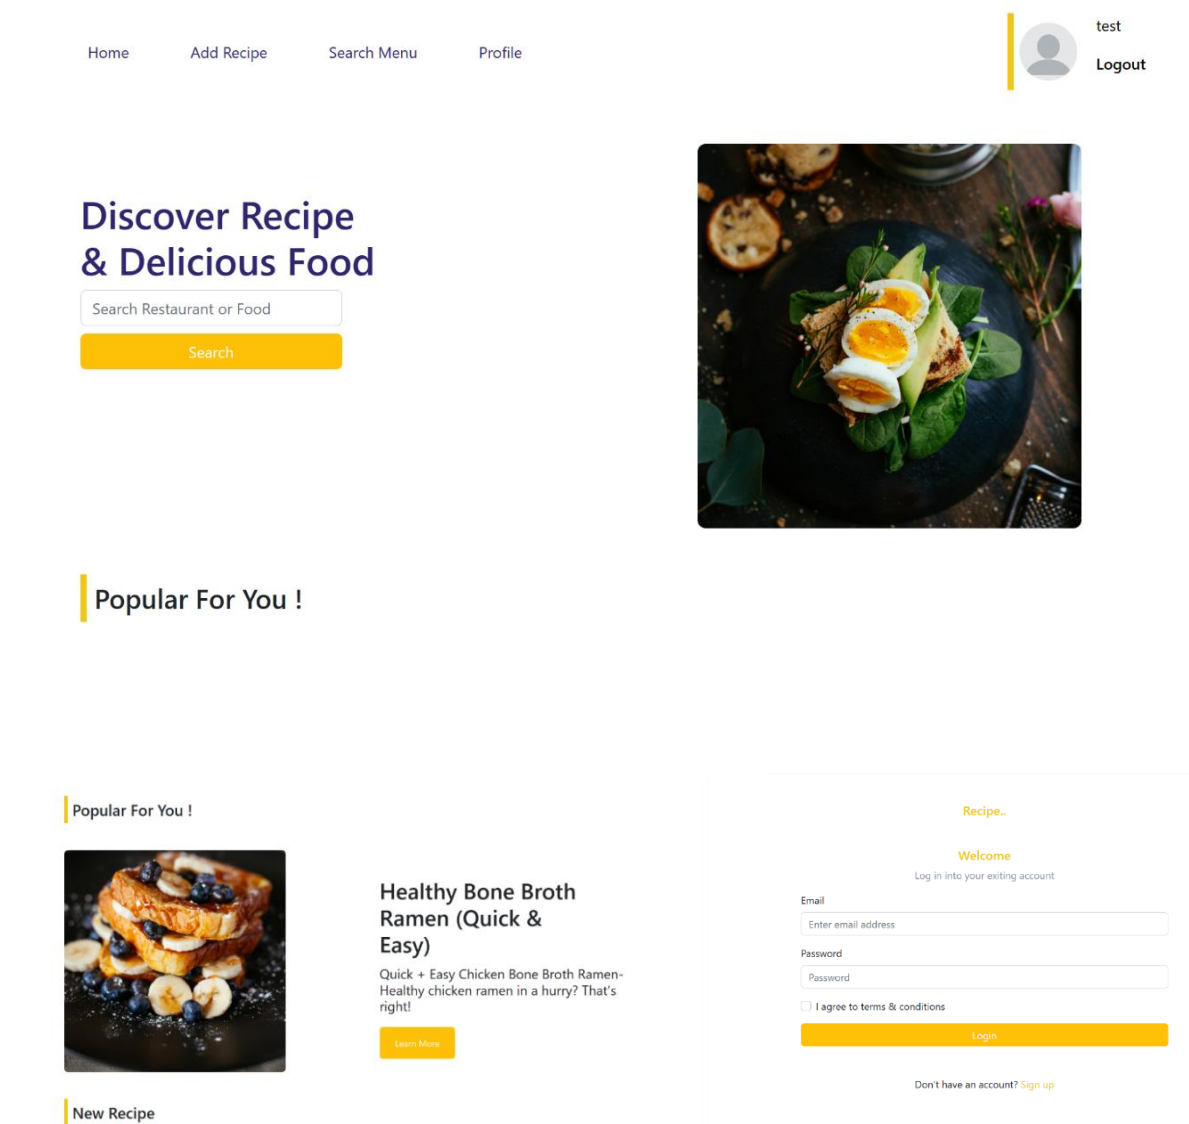 Home Add Recipe Search Menu Profile
test
Logout
Discover Recipe
& Delicious Food
Search Restaurant or Food
Search
Popular For You !
Popular For You !
Healthy Bone Broth
Ramen (Quick &
Easy)
Quick + Easy Chicken Bone Broth Ramen-
Healthy chicken ramen in a hurry? That's
right!
Learn More
New Recipe
Recipe..
Welcome
Log in into your exiting account
Email
Enter email address
Password
Password
I agree to terms & conditions
Login
Don't have an account? Sign up